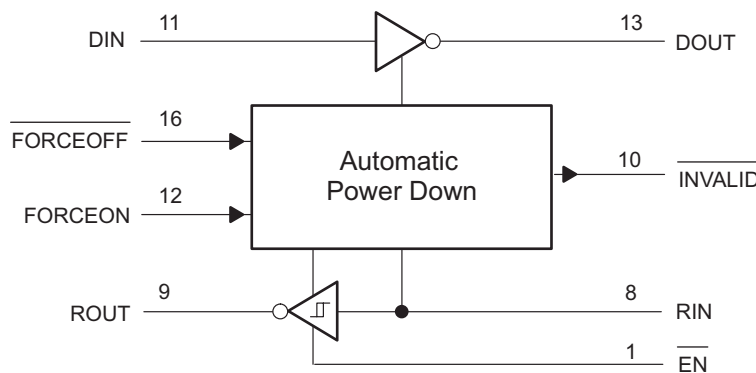 DIN 11 13 DOUT
FORCEOFF 16
Automatic
Power Down
10 INVALID
FORCEON 12
ROUT 9 8 RIN
1 EN